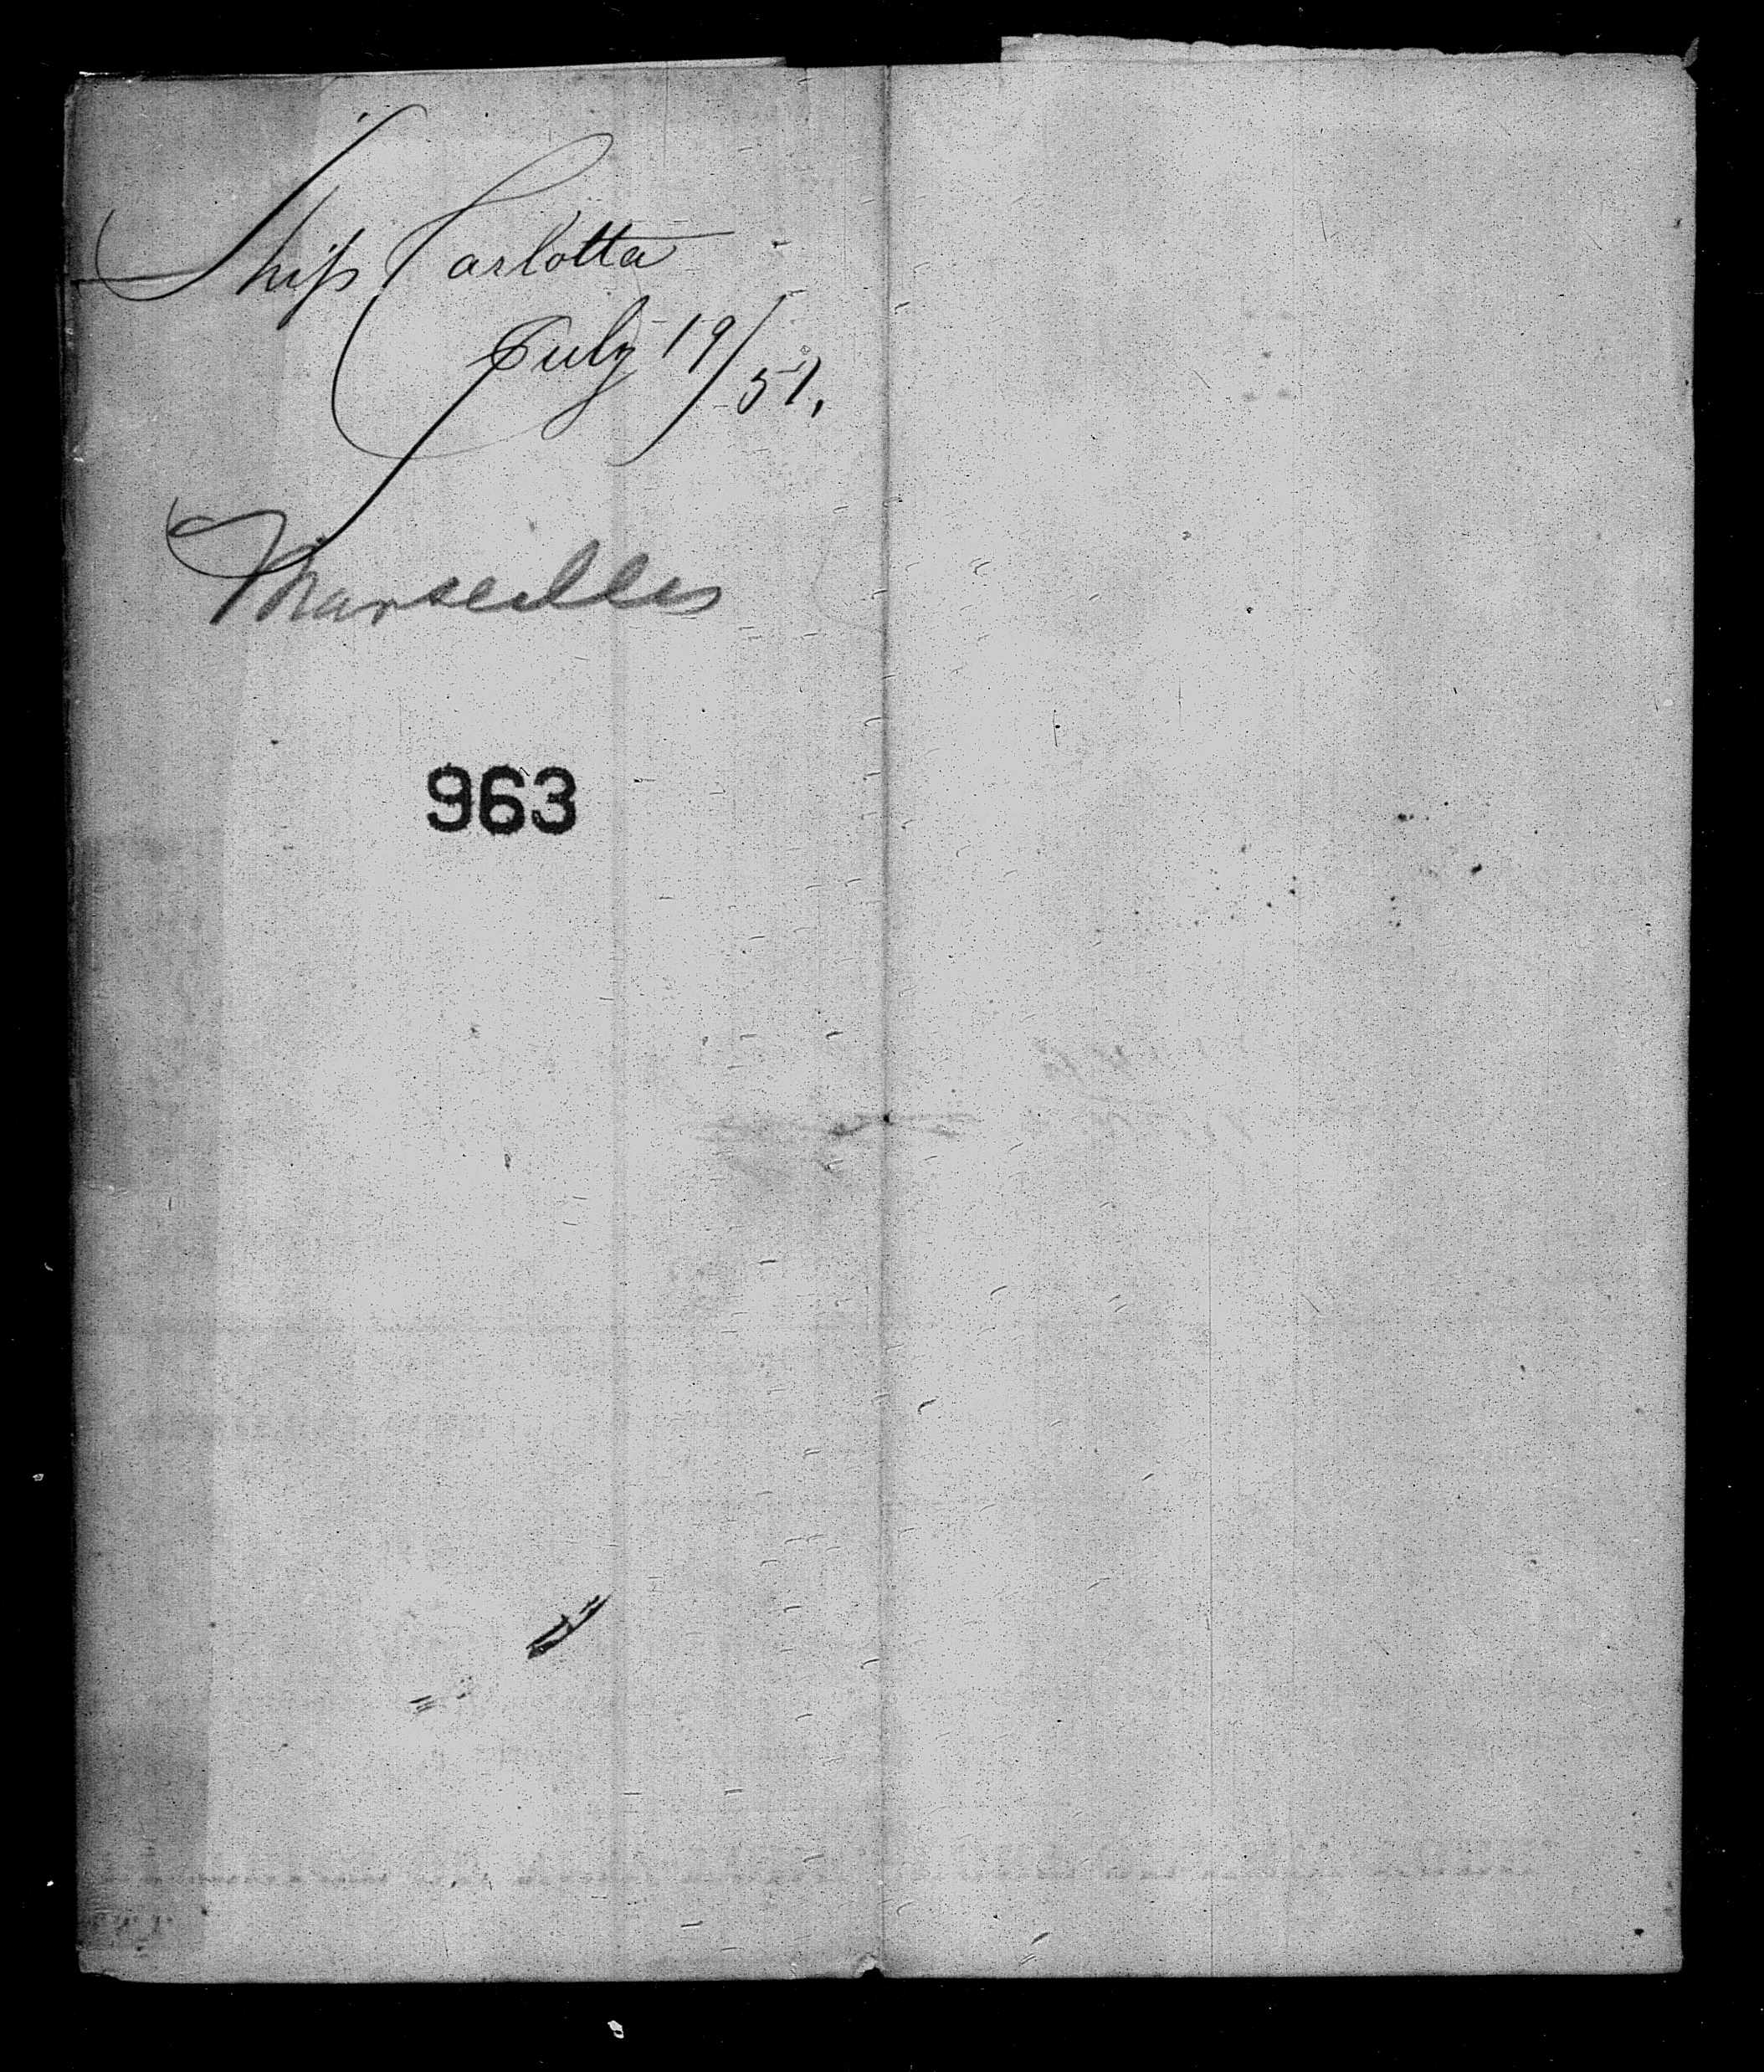 Ship Carlotta
July 19/51.
Marseilles
963